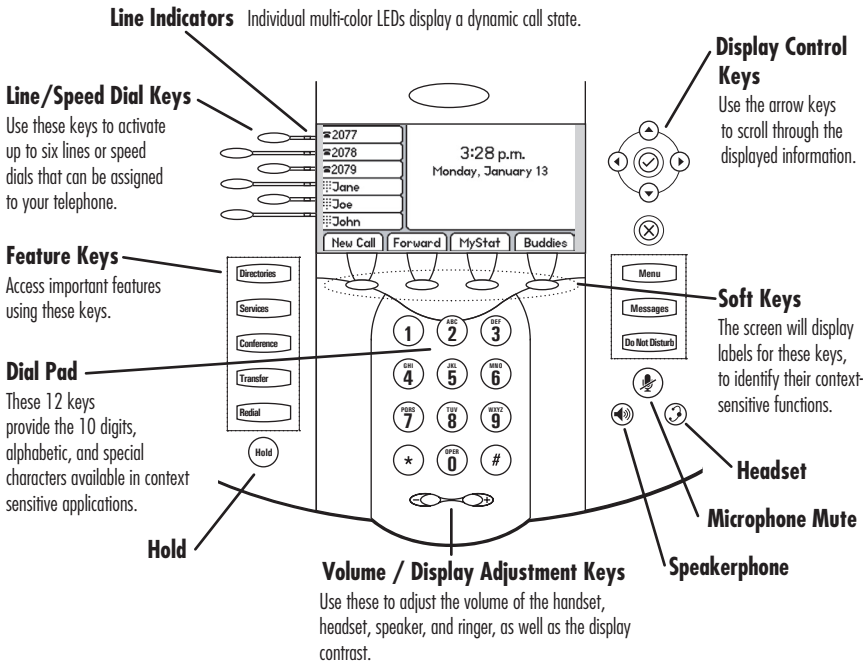 Line Indicators Individual multi-color LEDs display a dynamic call state.
Line/Speed Dial Keys
Use these keys to activate
up to six lines or speed
dials that can be assigned
to your telephone.
Feature Keys
Access important features
using these keys.
Dial Pad
These 12 keys
provide the 10 digits,
alphabetic, and special
characters available in context
sensitive applications.
Hold
2077
2078
2079
Jane
Joe
John
3:28 p.m.
Monday, January 13
New Call Forward MyStat Buddies
Directories
Services
Conference
Transfer
Redial
Hold
1 ABC 2 DEF 3
GHI 4 JKL 5 MNO 6
PQRS 7 TUV 8 WXYZ 9
* OPER 0 #
- +
Menu
Messages
Do Not Disturb
Display Control
Keys
Use the arrow keys
to scroll through the
displayed information.
Soft Keys
The screen will display
labels for these keys,
to identify their context-
sensitive functions.
Headset
Microphone Mute
Speakerphone
Volume / Display Adjustment Keys
Use these to adjust the volume of the handset,
headset, speaker, and ringer, as well as the display
contrast.